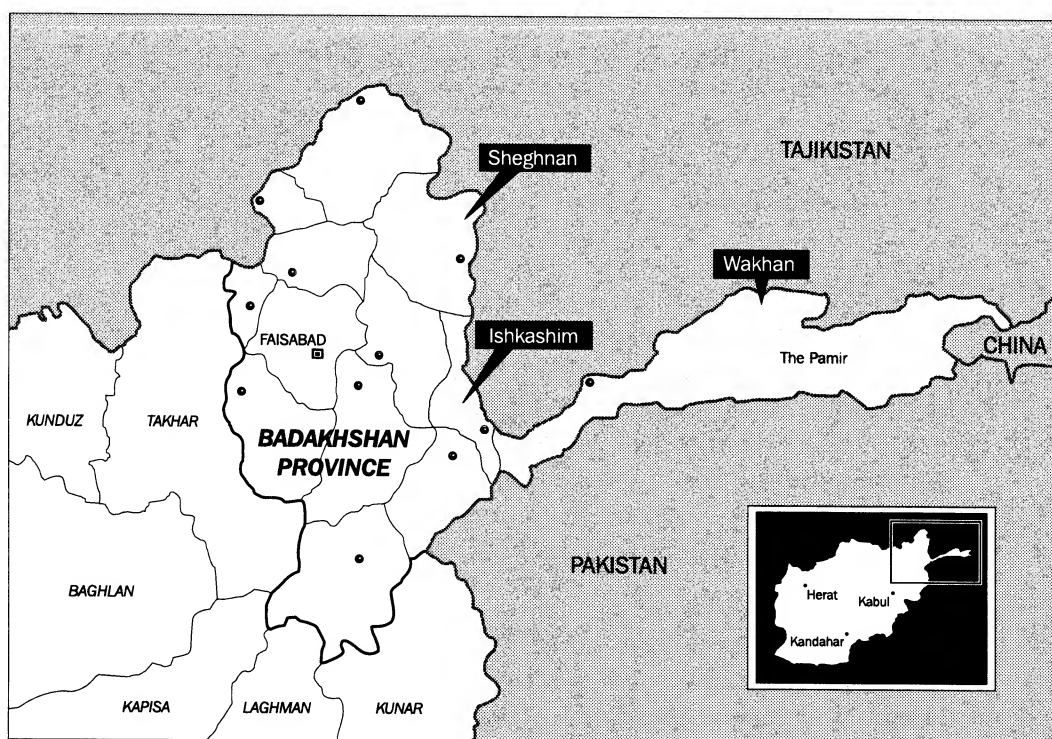 Sheghnan
TAJIKISTAN
Wakhan
Ishkashim
FAISABAD
The Pamir
CHINA
KUNDUZ
TAKHAR
BADAKHSHAN
PROVINCE
PAKISTAN
BAGHLAN
Herat
Kabul
Kandahar
KAPISA
LAGHMAN
KUNAR